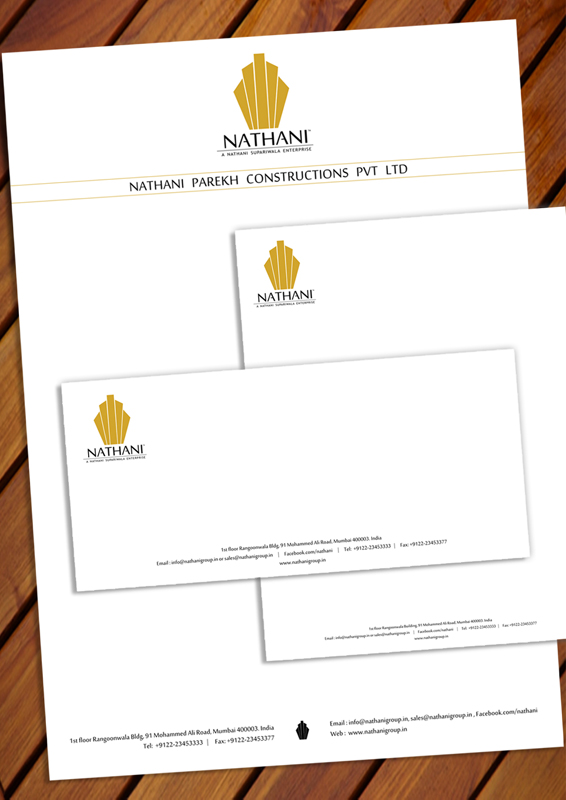 NATHANI™
A NATHANI SUPARIWALA ENTERPRISE
NATHANI PAREKH CONSTRUCTIONS PVT LTD
NATHANI™
A NATHANI SUPARIWALA ENTERPRISE
NATHANI™
A NATHANI SUPARIWALA ENTERPRISE
1st floor Rangoonwala Bldg, 91 Mohammed Ali Road, Mumbai 400003. India
Email : info@nathanigroup.in or sales@nathanigroup.in | Facebook.com/nathani | Tel: +9122-23453333 | Fax: +9122-23453377
www.nathanigroup.in
1st floor Rangoonwala Building, 91 Mohammed Ali Road, Mumbai 400003. India
Email : info@nathanigroup.in or sales@nathanigroup.in | Facebook.com/nathani | Tel: +9122-23453333 | Fax: +9122-23453377
www.nathanigroup.in
1st floor Rangoonwala Bldg, 91 Mohammed Ali Road, Mumbai 400003. India
Tel: +9122-23453333 | Fax: +9122-23453377
Email : info@nathanigroup.in, sales@nathanigroup.in , Facebook.com/nathani
Web : www.nathanigroup.in